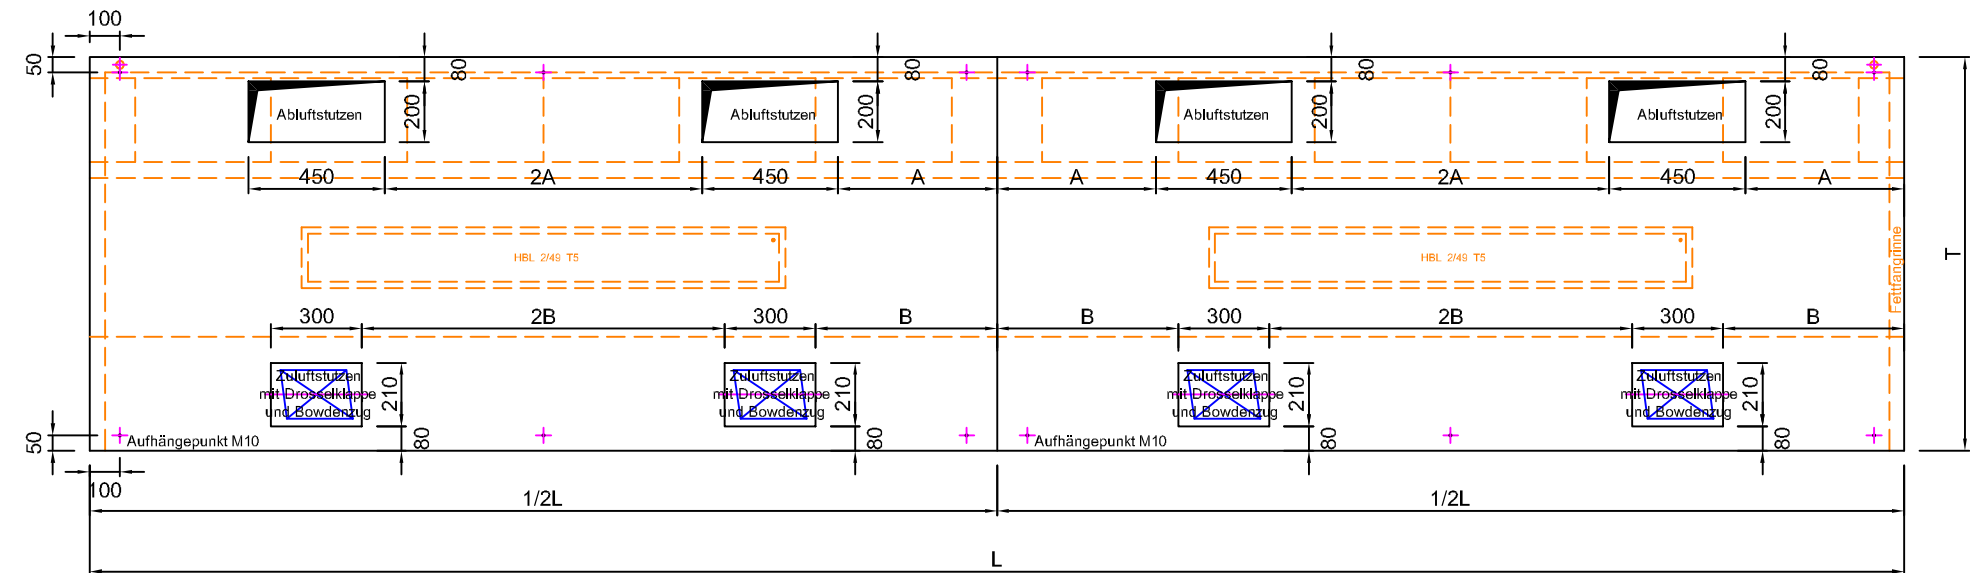 100
50
80
80
80
80
Abluftstutzen
200
Abluftstutzen
200
Abluftstutzen
200
Abluftstutzen
200
450
2A
450
A
A
450
2A
450
A
HBL 2/49 T5
HBL 2/49 T5
Fettfangrinne
T
300
2B
300
B
B
300
2B
300
B
Zuluftstutzen
mit Drosselklappe
und Bowdenzug
210
Zuluftstutzen
mit Drosselklappe
und Bowdenzug
210
Zuluftstutzen
mit Drosselklappe
und Bowdenzug
210
Zuluftstutzen
mit Drosselklappe
und Bowdenzug
210
50
Aufhängepunkt M10
80
80
Aufhängepunkt M10
80
80
100
1/2L
1/2L
L